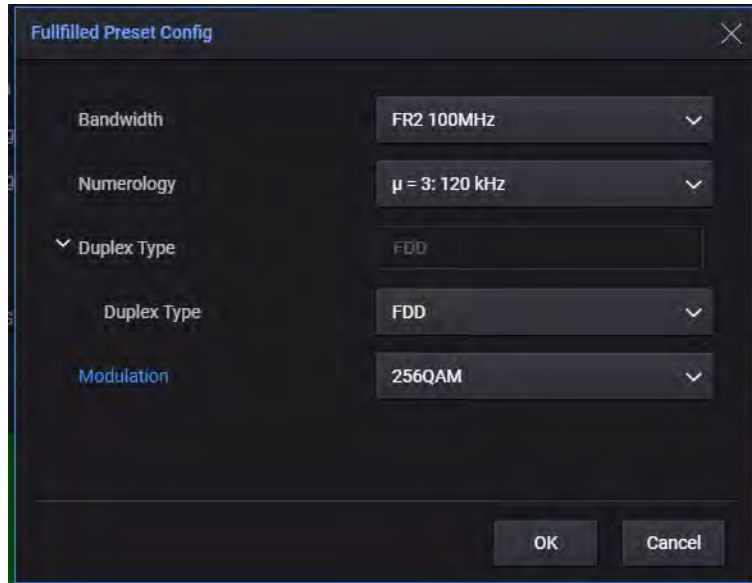 Fullfilled Preset Config
Bandwidth FR2 100MHz
Numerology μ = 3: 120 kHz
Duplex Type FDD
Duplex Type FDD
Modulation 256QAM
OK Cancel